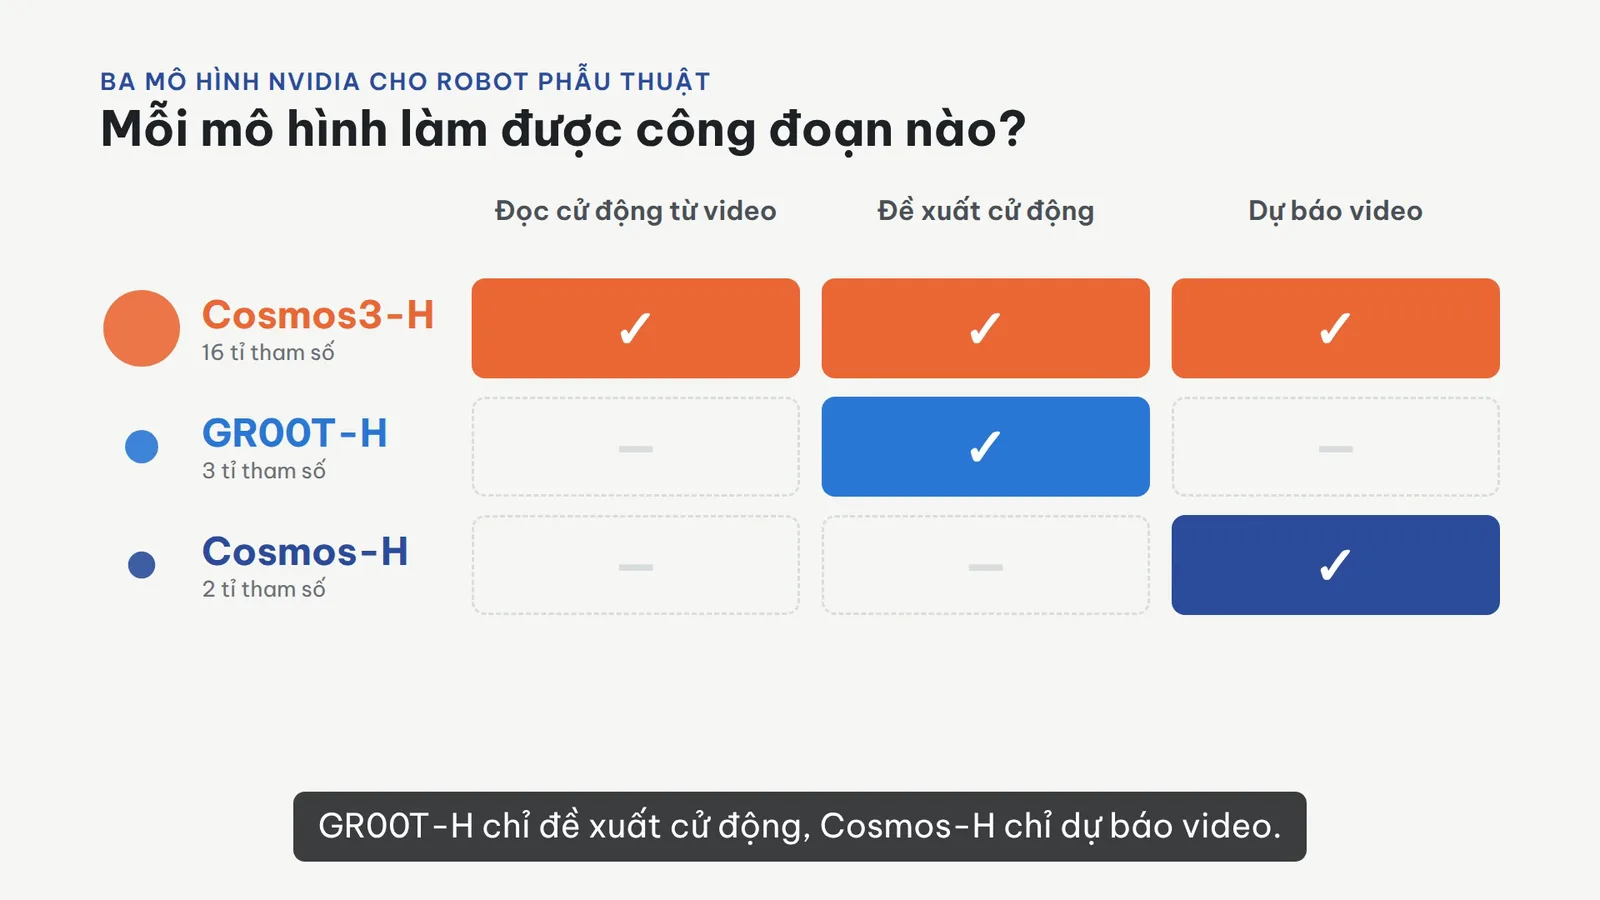 BA MÔ HÌNH NVIDIA CHO ROBOT PHẪU THUẬT
Mỗi mô hình làm được công đoạn nào?
Đọc cử động từ video
Đề xuất cử động
Dự báo video
Cosmos3-H
16 tỉ tham số
✓
✓
✓
GR00T-H
3 tỉ tham số
–
✓
–
Cosmos-H
2 tỉ tham số
–
–
✓
GR00T-H chỉ đề xuất cử động, Cosmos-H chỉ dự báo video.